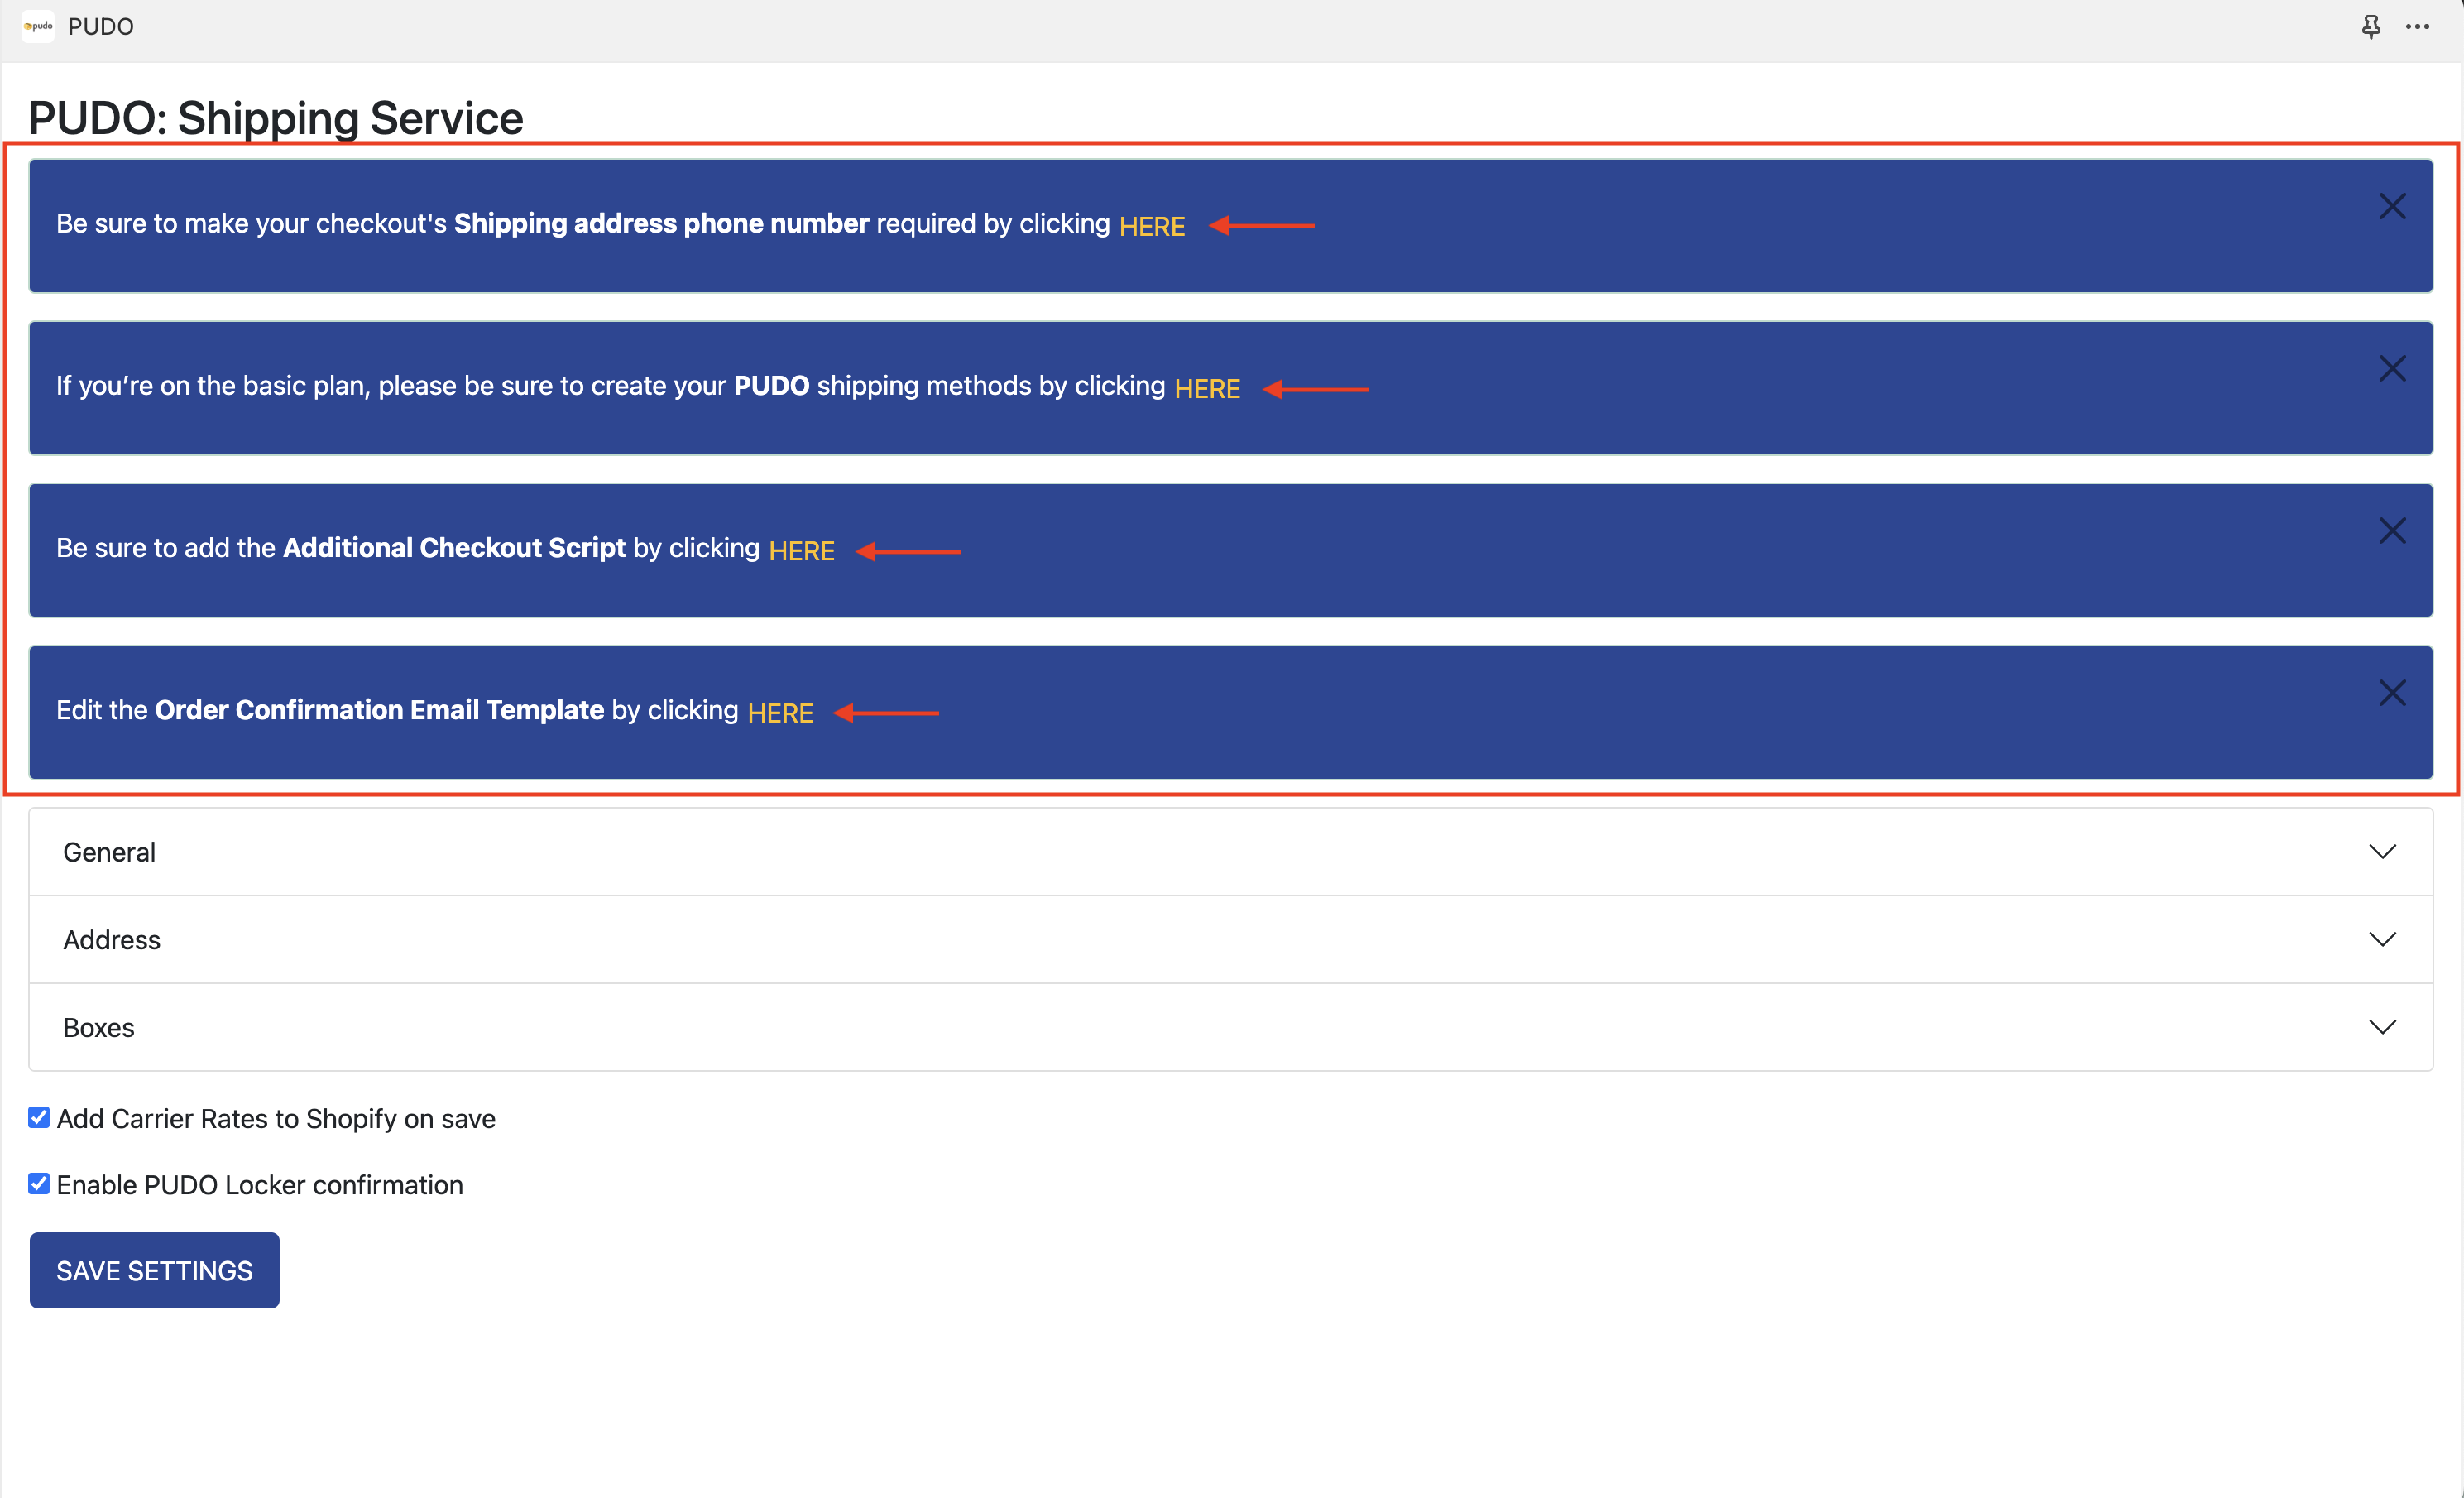 pudo PUDO
PUDO: Shipping Service
Be sure to make your checkout's Shipping address phone number required by clicking HERE
If you’re on the basic plan, please be sure to create your PUDO shipping methods by clicking HERE
Be sure to add the Additional Checkout Script by clicking HERE
Edit the Order Confirmation Email Template by clicking HERE
General
Address
Boxes
Add Carrier Rates to Shopify on save
Enable PUDO Locker confirmation
SAVE SETTINGS